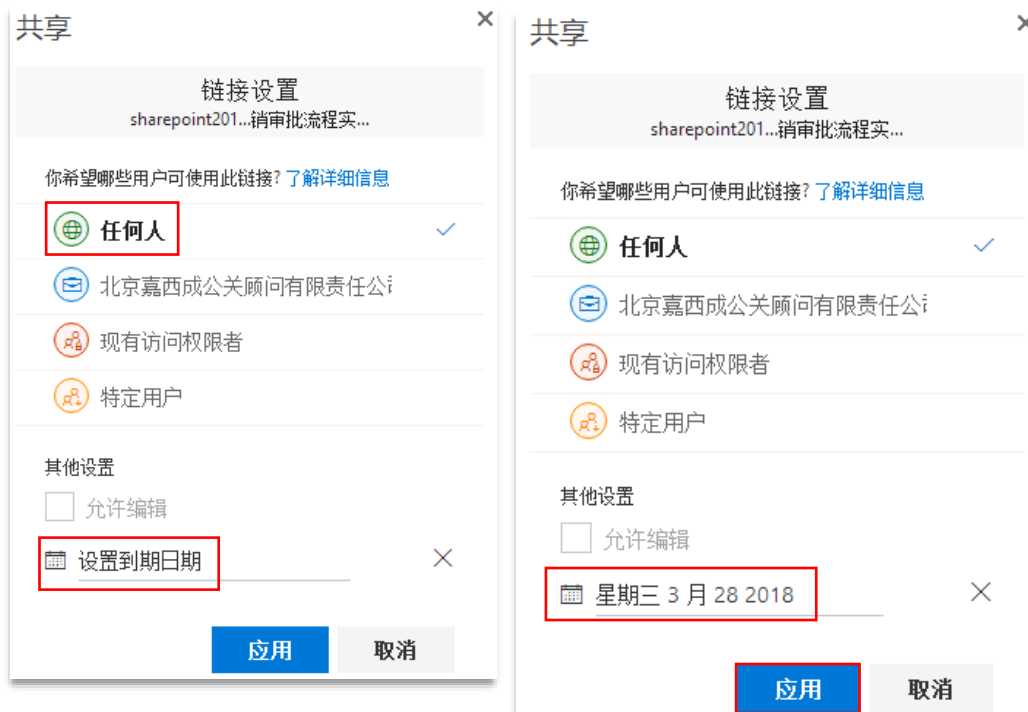 共享
链接设置
sharepoint201...销审批流程实...
你希望哪些用户可使用此链接? 了解详细信息
任何人
北京嘉西成公关顾问有限责任公
现有访问权限者
特定用户
其他设置
允许编辑
设置到期日期
应用 取消
共享
链接设置
sharepoint201...销审批流程实...
你希望哪些用户可使用此链接? 了解详细信息
任何人
北京嘉西成公关顾问有限责任公
现有访问权限者
特定用户
其他设置
允许编辑
星期三 3 月 28 2018
应用 取消